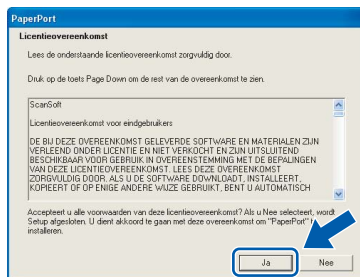 PaperPort
Licentieovereenkomst
Lees de onderstaande licentieovereenkomst zorgvuldig door.
Druk op de toets Page Down om de rest van de overeenkomst te zien.
ScanSoft
Licentieovereenkomst voor eindgebruikers
DE BIJ DEZE OVEREENKOMST GELEVERDE SOFTWARE EN MATERIALEN ZIJN
VERLEEND ONDER LICENTIE EN NIET VERKOCHT EN ZIJN UITSLUITEND
BESCHIKBAAR VOOR GEBRUIK IN OVEREENSTEMMING MET DE BEPALINGEN
VAN DEZE LICENTIEOVEREENKOMST. LEES DEZE OVEREENKOMST
ZORGVULDIG DOOR. ALS U DE SOFTWARE DOWNLOADT, INSTALLEERT,
KOPIEERT OF OP ENIGE ANDERE WIJZE GEBRUIKT, BENT U AUTOMATISCH
Accepteert u alle voorwaarden van deze licentieovereenkomst? Als u Nee selecteert, wordt
Setup afgesloten. U dient akkoord te gaan met deze overeenkomst om "PaperPort" te
installeren.
Ja Nee